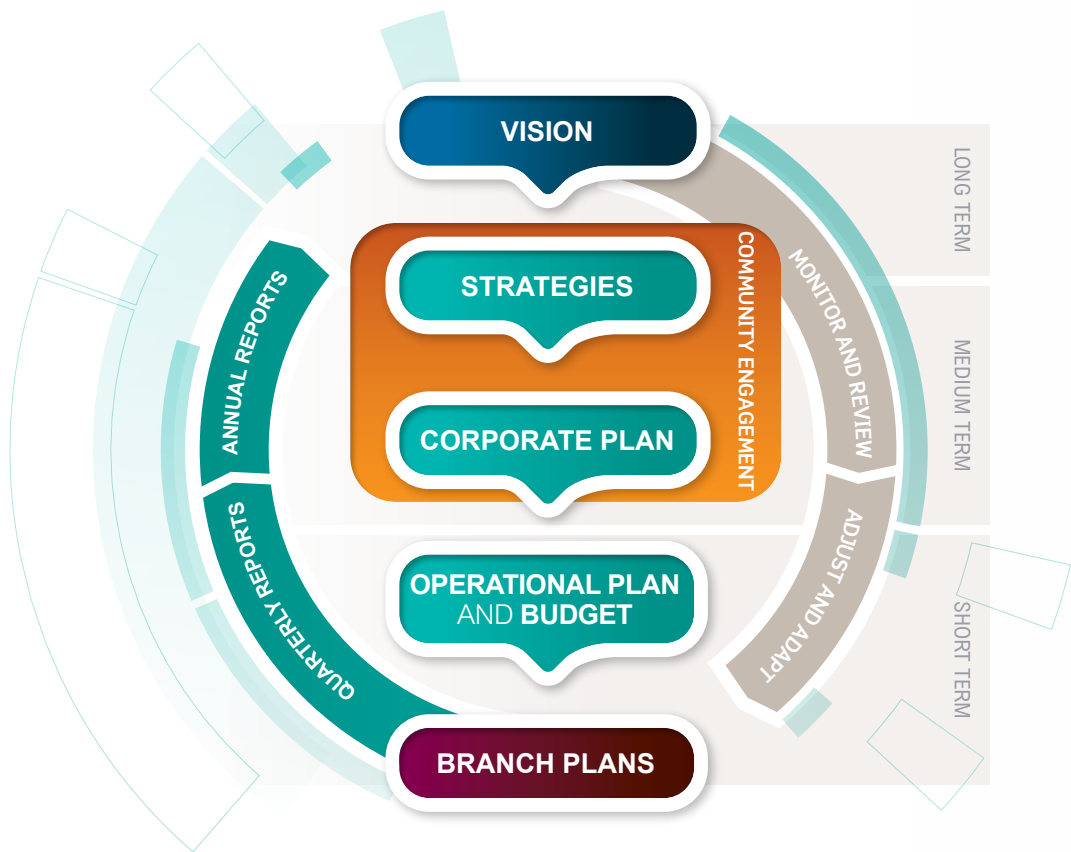 VISION
STRATEGIES
CORPORATE PLAN
COMMUNITY ENGAGEMENT
OPERATIONAL PLAN
AND BUDGET
BRANCH PLANS
QUARTERLY REPORTS
ANNUAL REPORTS
MONITOR AND REVIEW
ADJUST AND ADAPT
LONG TERM
MEDIUM TERM
SHORT TERM